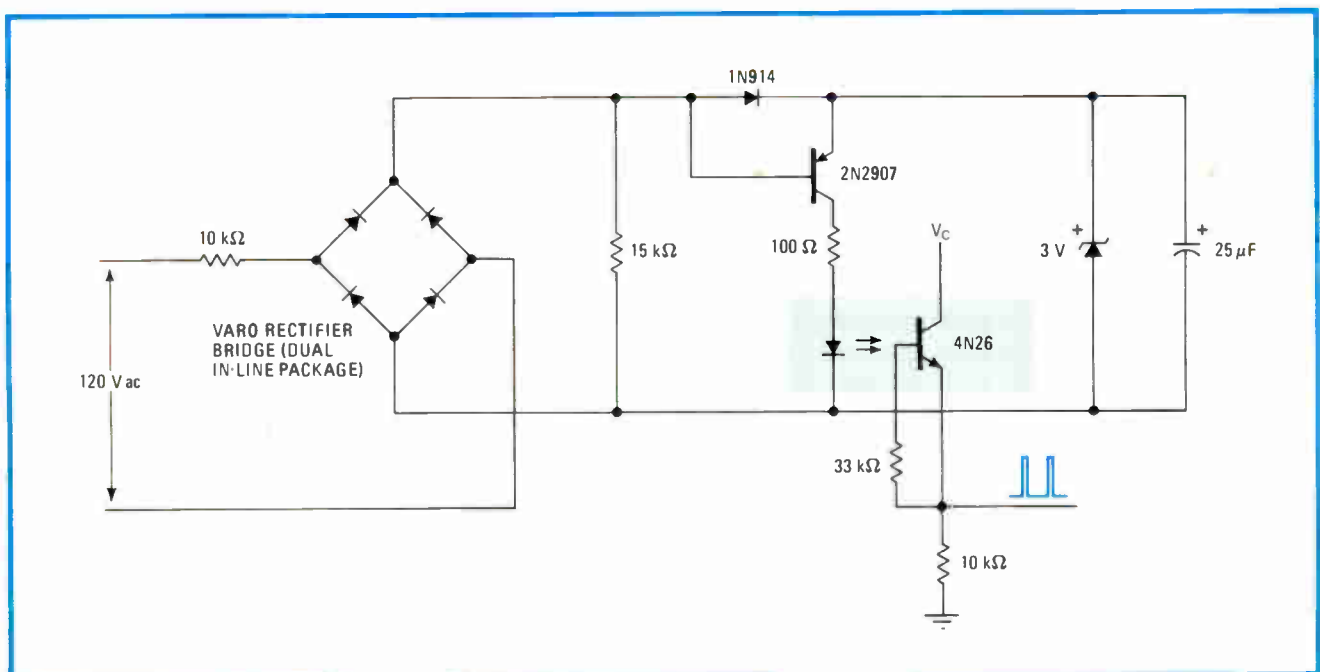 1N914
2N2907
10 kΩ
15 kΩ
100 Ω
V_C
3 V
+
25 μF
+
4N26
VARO RECTIFIER
BRIDGE (DUAL
IN-LINE PACKAGE)
120 V ac
33 kΩ
10 kΩ